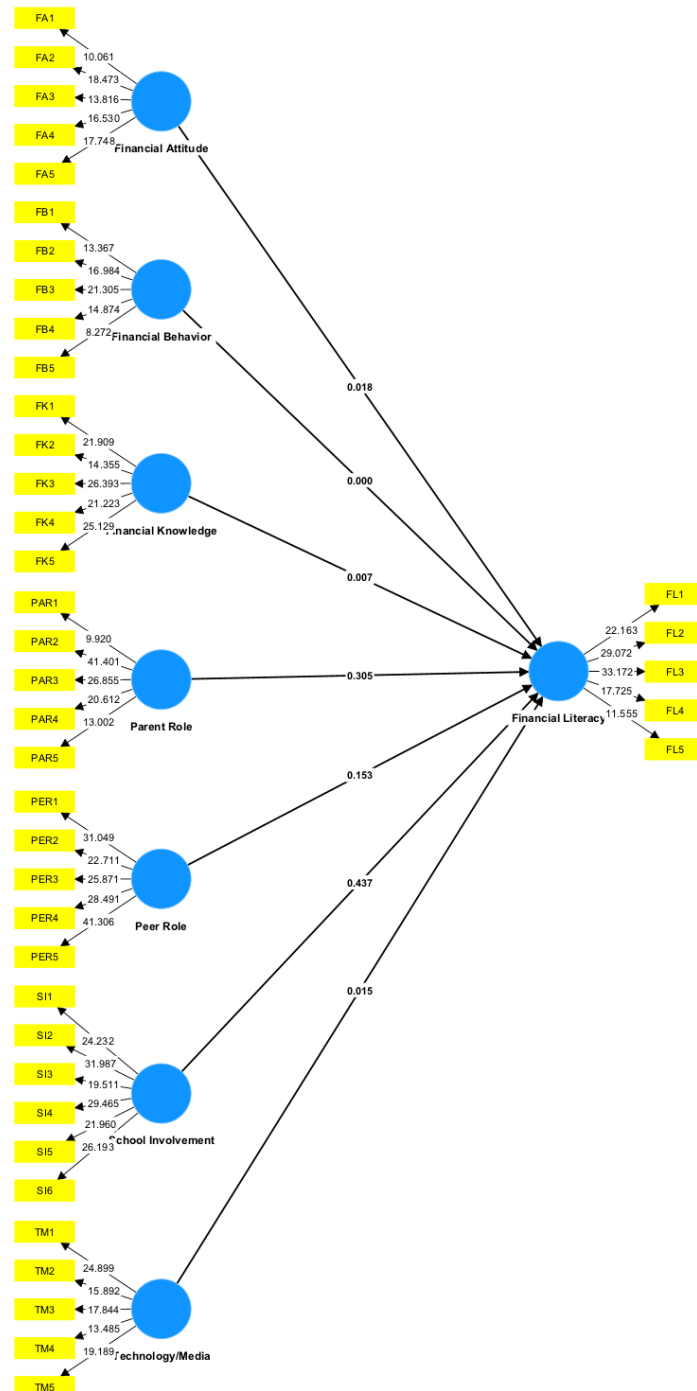 FA1
10.061
FA2
18.473
FA3
13.816
FA4
16.530
FA5
17.748
Financial Attitude
FB1
13.367
FB2
16.984
FB3
21.305
FB4
14.874
FB5
8.272
Financial Behavior
FK1
21.909
FK2
14.355
FK3
26.393
FK4
21.223
FK5
25.129
Financial Knowledge
PAR1
9.920
PAR2
41.401
PAR3
26.855
PAR4
20.612
PAR5
13.002
Parent Role
PER1
31.049
PER2
22.711
PER3
25.871
PER4
28.491
PER5
41.306
Peer Role
SI1
24.232
SI2
31.987
SI3
19.511
SI4
29.465
SI5
21.960
SI6
26.193
School Involvement
TM1
24.899
TM2
15.892
TM3
17.844
TM4
13.485
TM5
19.189
Technology/Media
0.018
0.000
0.007
0.305
0.153
0.437
0.015
Financial Literacy
FL1
22.163
FL2
29.072
FL3
33.172
FL4
17.725
FL5
11.555